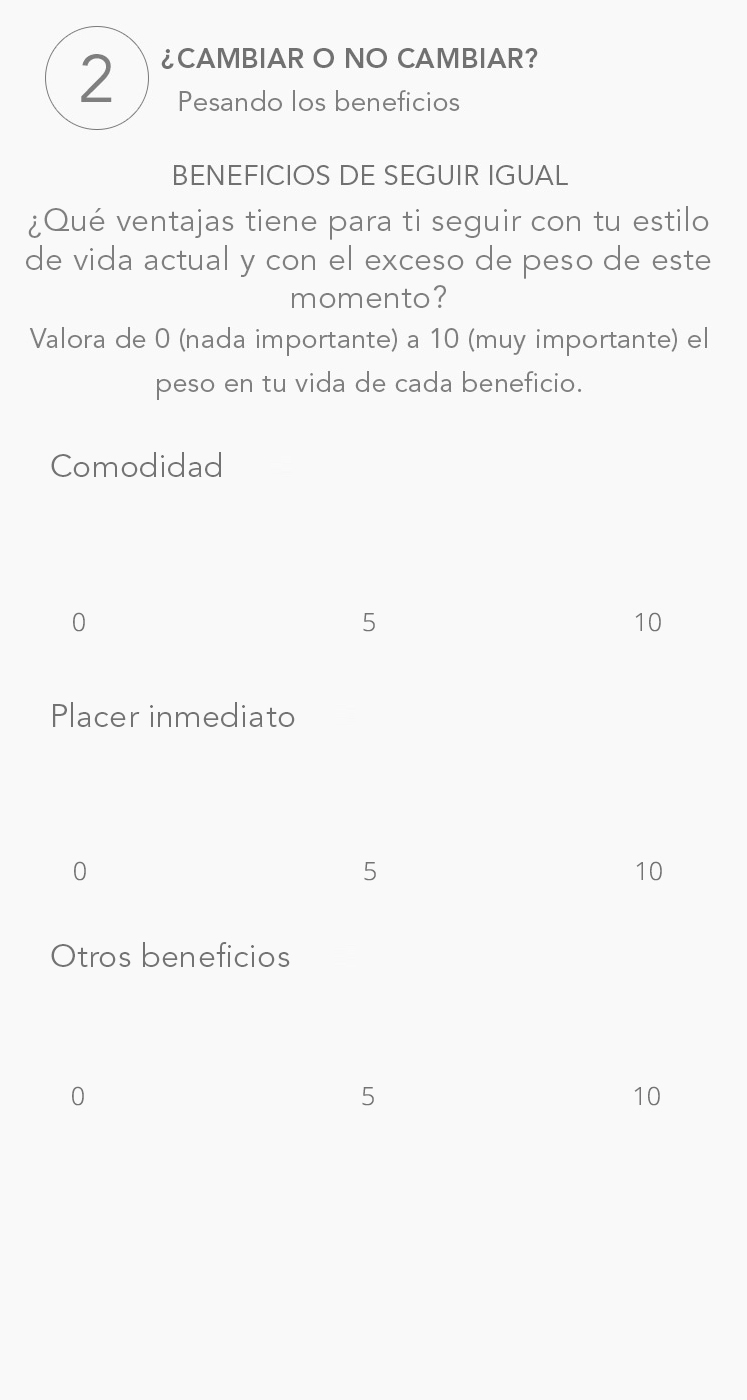 2
¿CAMBIAR O NO CAMBIAR?
Pesando los beneficios
BENEFICIOS DE SEGUIR IGUAL
¿Qué ventajas tiene para ti seguir con tu estilo
de vida actual y con el exceso de peso de este
momento?
Valora de 0 (nada importante) a 10 (muy importante) el
peso en tu vida de cada beneficio.
Comodidad
0 5 10
Placer inmediato
0 5 10
Otros beneficios
0 5 10